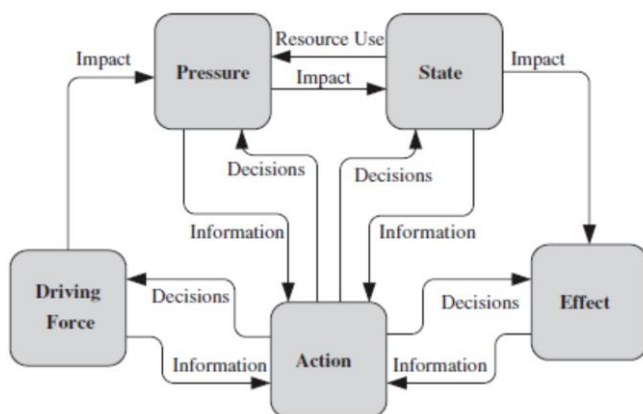 Resource Use
Impact
Pressure
State
Impact
Impact
Decisions
Decisions
Information
Information
Driving
Force
Decisions
Decisions
Effect
Information
Action
Information